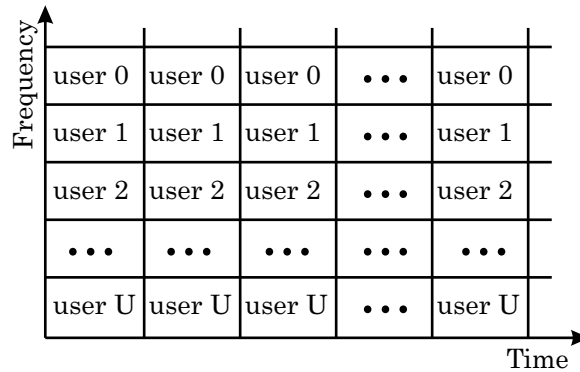 Frequency
user 0 user 0 user 0 ••• user 0
user 1 user 1 user 1 ••• user 1
user 2 user 2 user 2 ••• user 2
••• ••• ••• ••• •••
user U user U user U ••• user U
Time